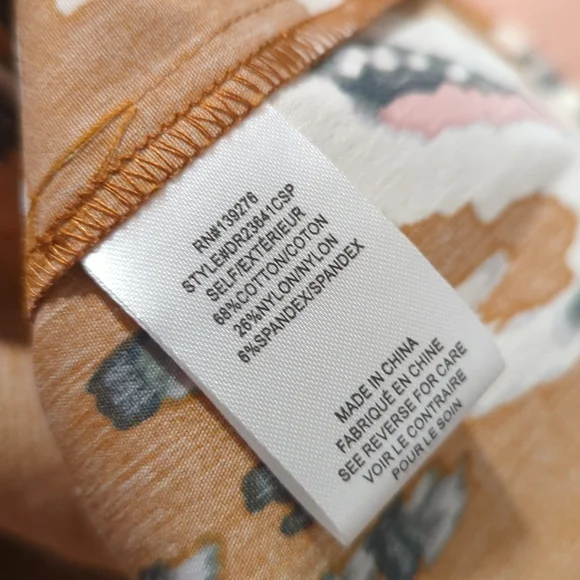 RN#139276
STYLE#DR23641CSP
SELF/EXTÉRIEUR
68%COTTON/COTON
26%NYLON/NYLON
6%SPANDEX/SPANDEX
MADE IN CHINA
FABRIQUÉ EN CHINE
SEE REVERSE FOR CARE
VOIR LE CONTRAIRE
POUR LE SOIN